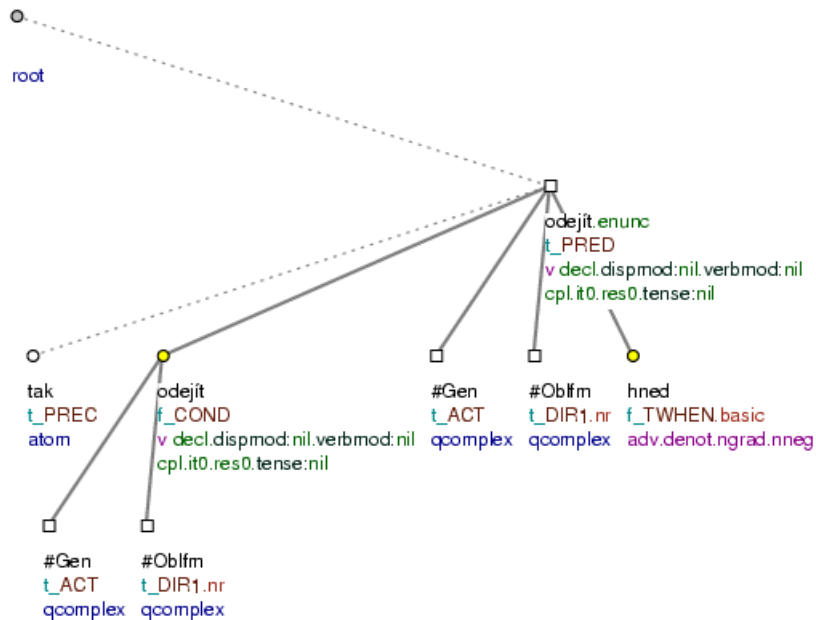 root
odejít.enunc
t_PRED
v decl.dispmod:nil.verbmod:nil
cpl.it0.res0.tense:nil
tak
t_PREC
atom
odejít
f_COND
v decl.dispmod:nil.verbmod:nil
cpl.it0.res0.tense:nil
#Gen
t_ACT
qcomplex
#Oblfm
t_DIR1.nr
qcomplex
hned
f_TWHEN.basic
adv.denot.ngrad.nneg
#Gen
t_ACT
qcomplex
#Oblfm
t_DIR1.nr
qcomplex